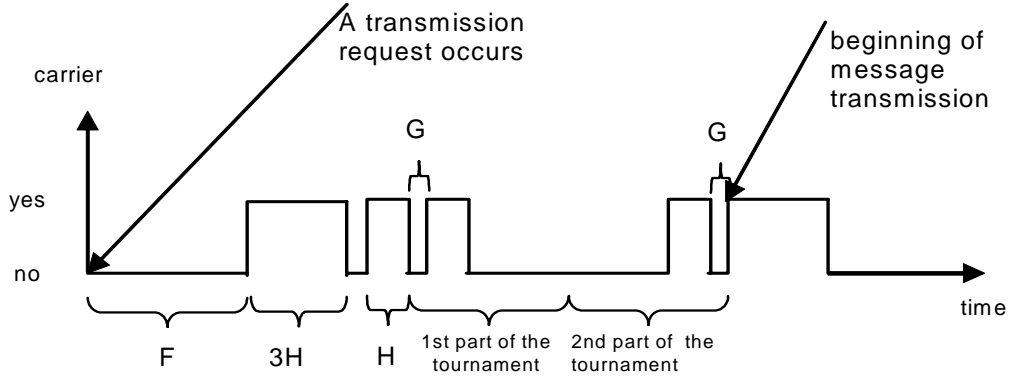 A transmission
request occurs
beginning of
message
transmission
carrier
G
G
yes
no
time
F
3H
H
1st part of the
tournament
2nd part of the
tournament